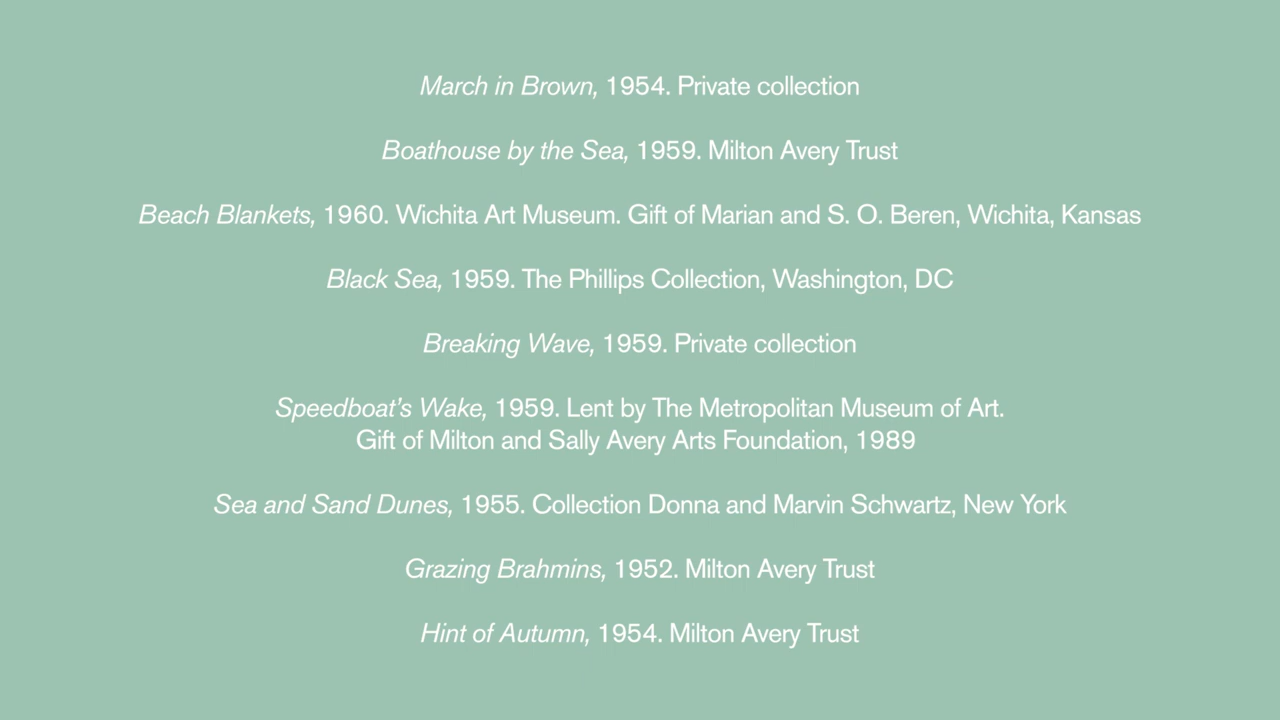 March in Brown, 1954. Private collection
Boathouse by the Sea, 1959. Milton Avery Trust
Beach Blankets, 1960. Wichita Art Museum. Gift of Marian and S. O. Beren, Wichita, Kansas
Black Sea, 1959. The Phillips Collection, Washington, DC
Breaking Wave, 1959. Private collection
Speedboat’s Wake, 1959. Lent by The Metropolitan Museum of Art.
Gift of Milton and Sally Avery Arts Foundation, 1989
Sea and Sand Dunes, 1955. Collection Donna and Marvin Schwartz, New York
Grazing Brahmins, 1952. Milton Avery Trust
Hint of Autumn, 1954. Milton Avery Trust